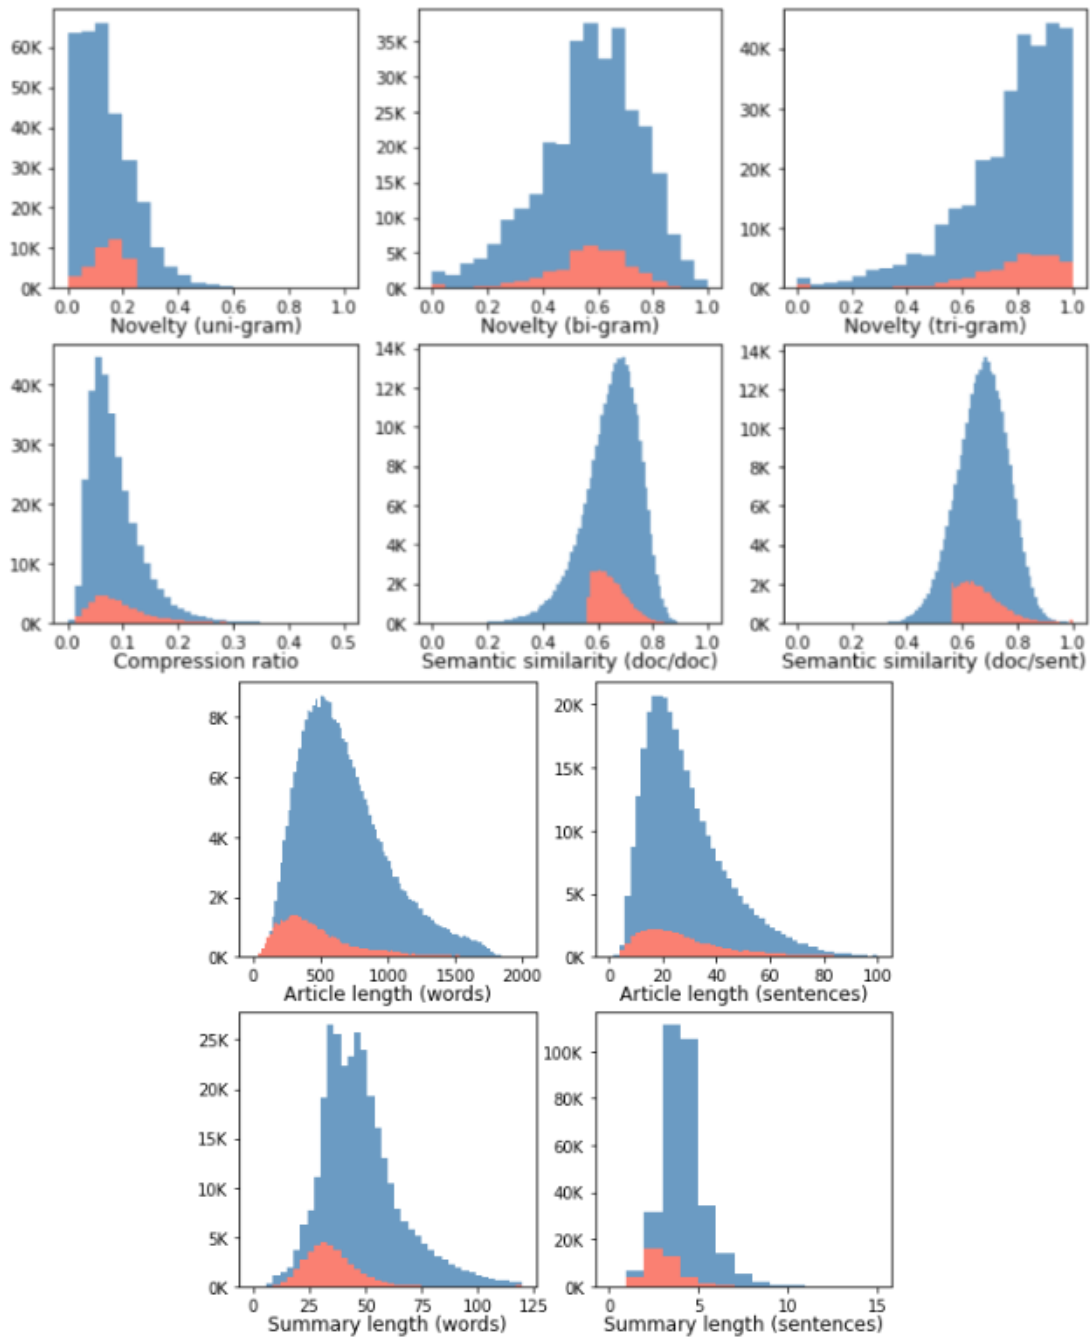 60K
50K
40K
30K
20K
10K
0K
0.0 0.2 0.4 0.6 0.8 1.0
Novelty (uni-gram)
35K
30K
25K
20K
15K
10K
5K
0K
0.0 0.2 0.4 0.6 0.8 1.0
Novelty (bi-gram)
40K
30K
20K
10K
0K
0.0 0.2 0.4 0.6 0.8 1.0
Novelty (tri-gram)
40K
30K
20K
10K
0K
0.0 0.1 0.2 0.3 0.4 0.5
Compression ratio
14K
12K
10K
8K
6K
4K
2K
0K
0.0 0.2 0.4 0.6 0.8 1.0
Semantic similarity (doc/doc)
14K
12K
10K
8K
6K
4K
2K
0K
0.0 0.2 0.4 0.6 0.8 1.0
Semantic similarity (doc/sent)
8K
6K
4K
2K
0K
0 500 1000 1500 2000
Article length (words)
20K
15K
10K
5K
0K
0 20 40 60 80 100
Article length (sentences)
25K
20K
15K
10K
5K
0K
0 25 50 75 100 125
Summary length (words)
100K
80K
60K
40K
20K
0K
0 5 10 15
Summary length (sentences)